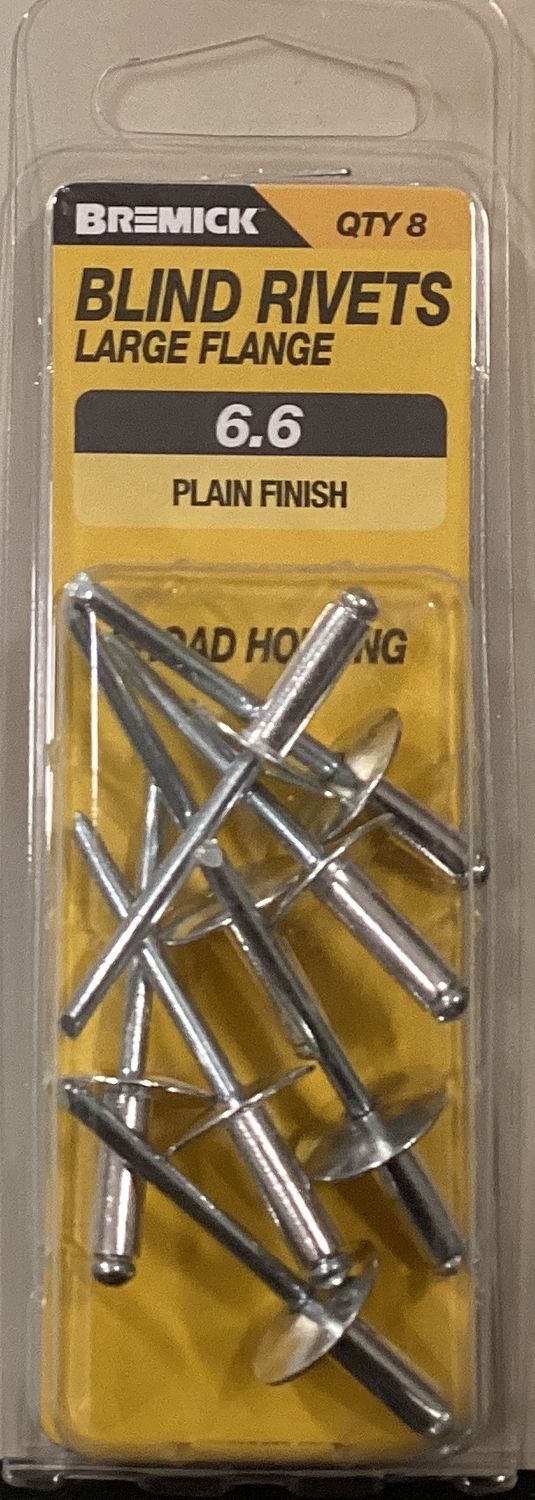 BREMICK
QTY 8
BLIND RIVETS
LARGE FLANGE
6.6
PLAIN FINISH